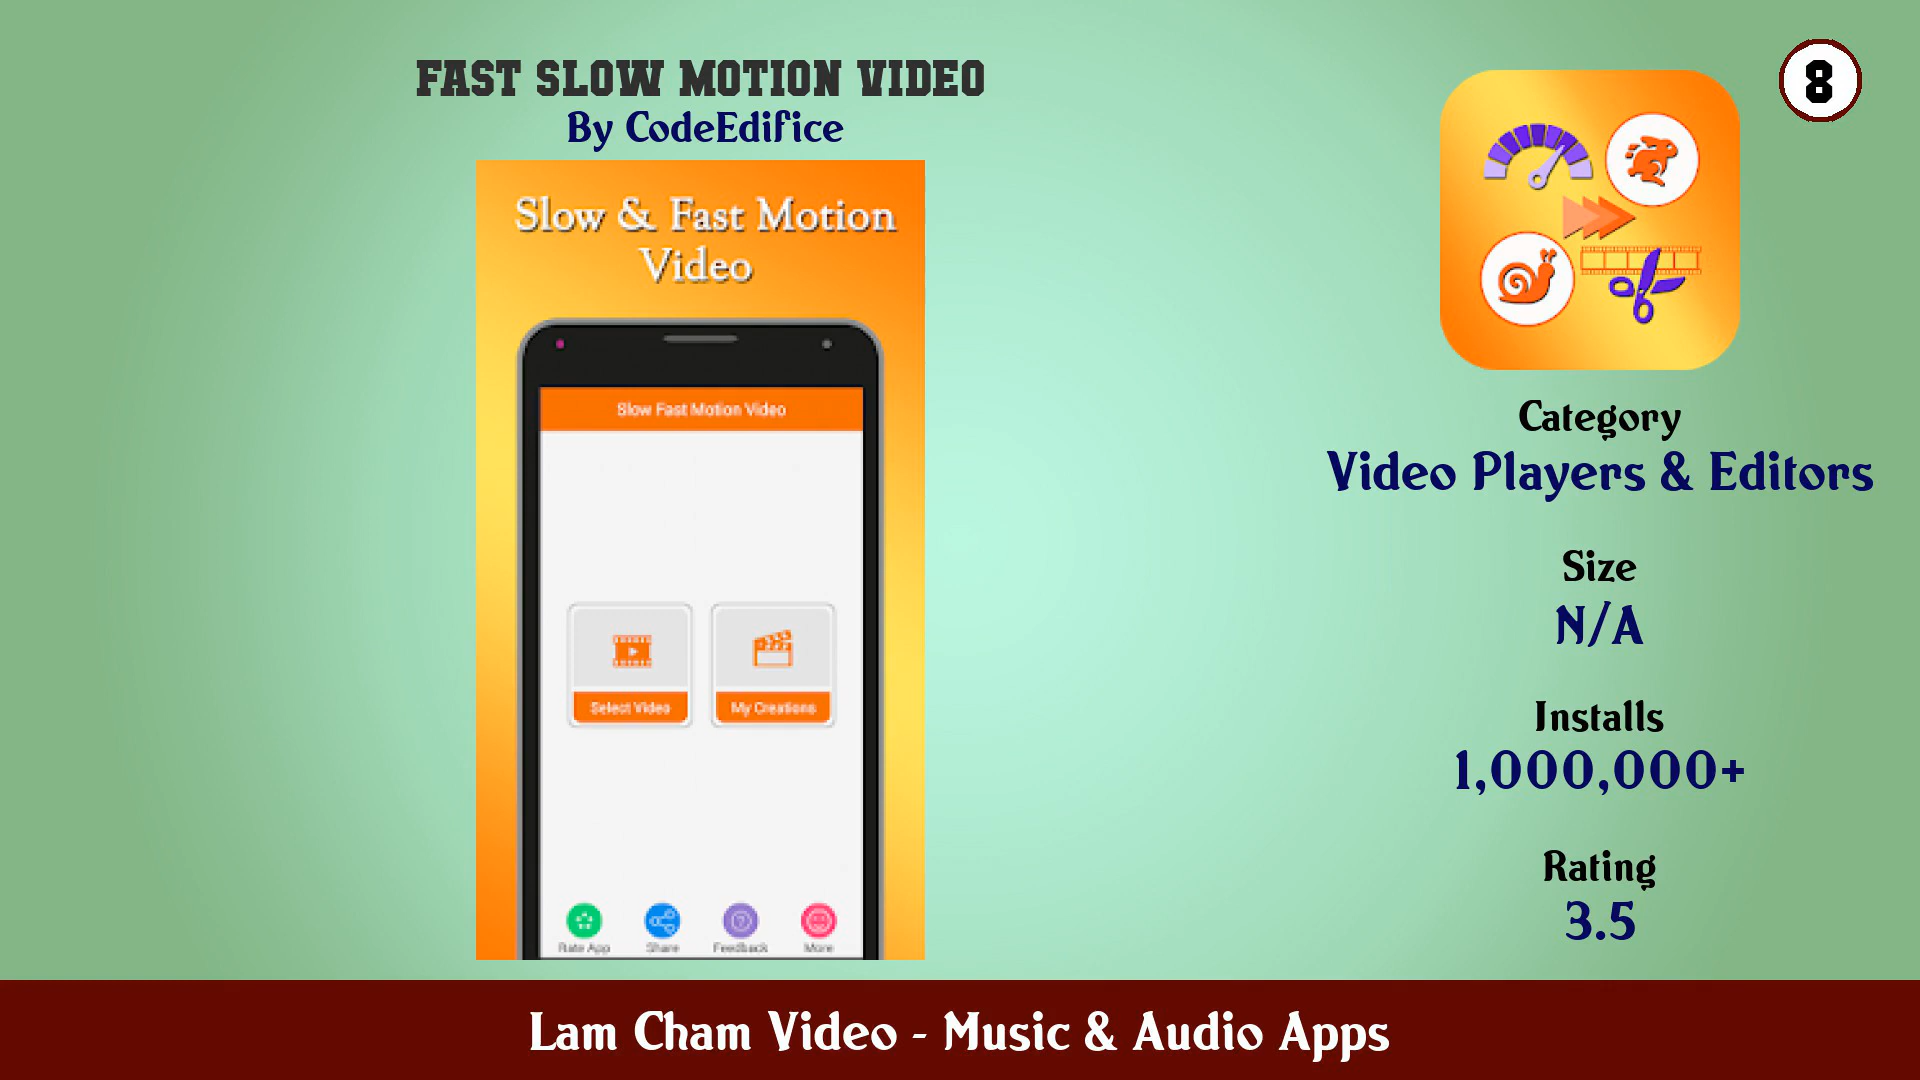 FAST SLOW MOTION VIDEO
By CodeEdifice
8
Slow & Fast Motion
Video
Slow Fast Motion Video
Select Video
My Creations
Rate App
Share
Feedback
More
Category
Video Players & Editors
Size
N/A
Installs
1,000,000+
Rating
3.5
Lam Cham Video - Music & Audio Apps